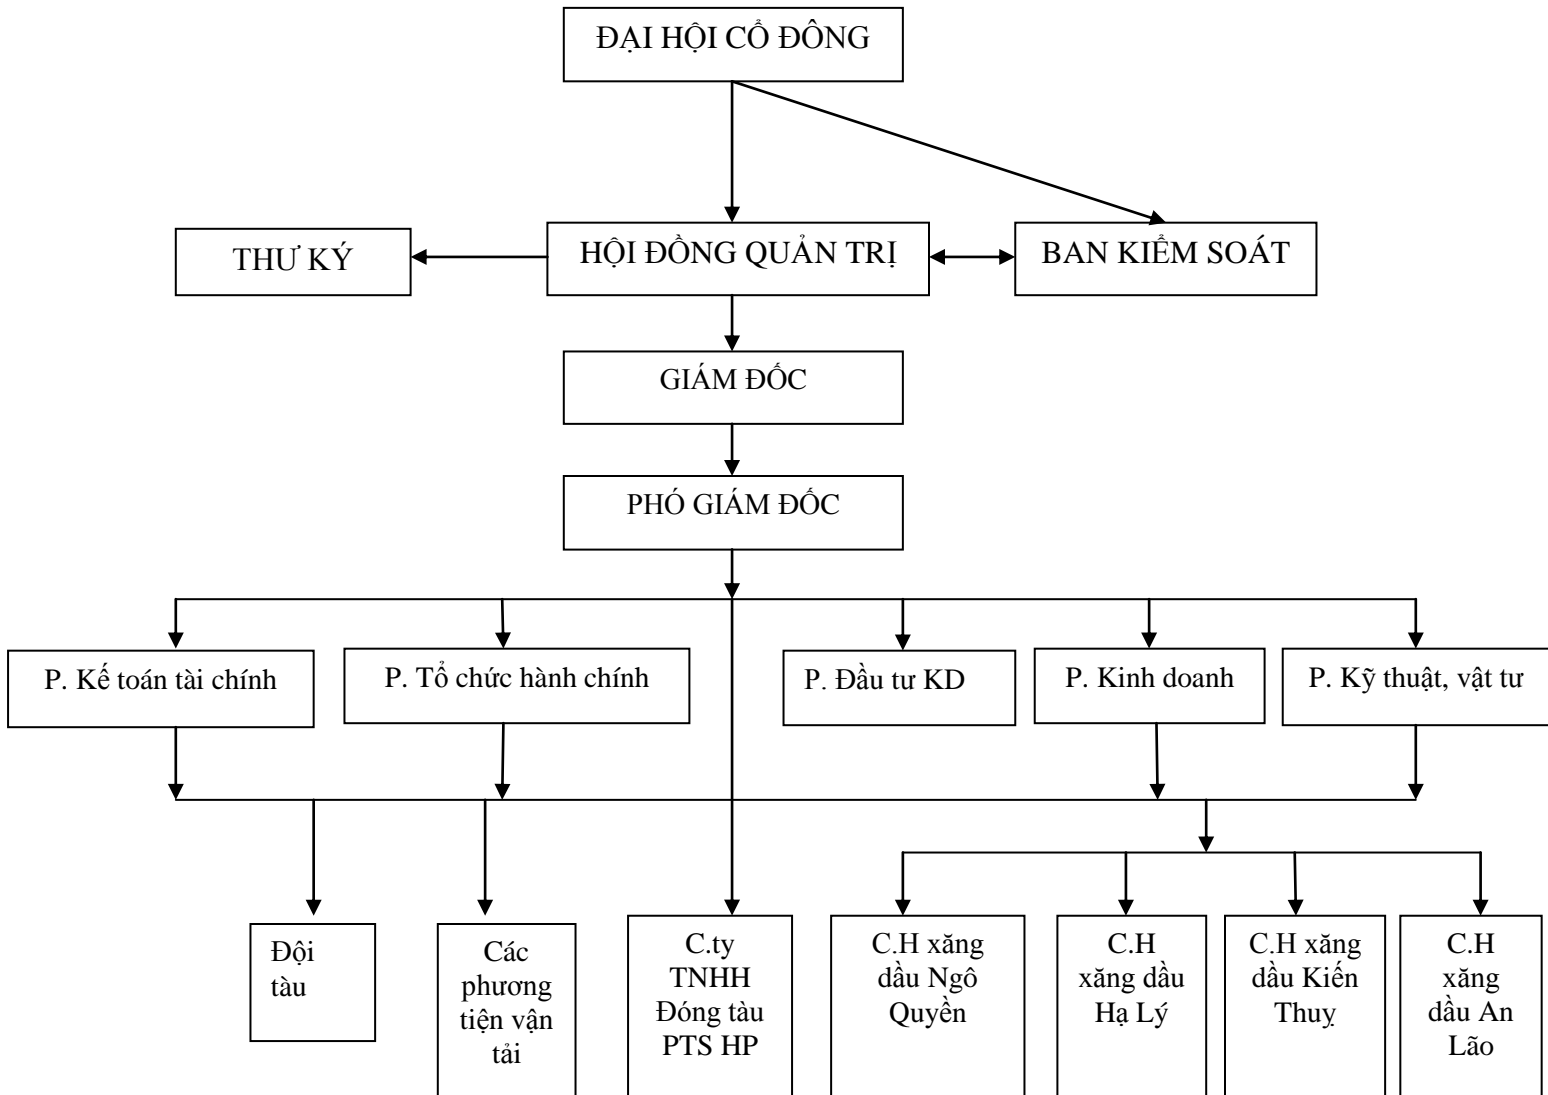 ĐẠI HỘI CỔ ĐÔNG
THƯ KÝ
HỘI ĐỒNG QUẢN TRỊ
BAN KIỂM SOÁT
GIÁM ĐỐC
PHÓ GIÁM ĐỐC
P. Kế toán tài chính
P. Tổ chức hành chính
P. Đầu tư KD
P. Kinh doanh
P. Kỹ thuật, vật tư
Đội
tàu
Các
phương
tiện vận
tải
C.ty
TNHH
Đóng tàu
PTS HP
C.H xăng
dầu Ngô
Quyền
C.H
xăng dầu
Hạ Lý
C.H xăng
dầu Kiến
Thuỵ
C.H
xăng
dầu An
Lão